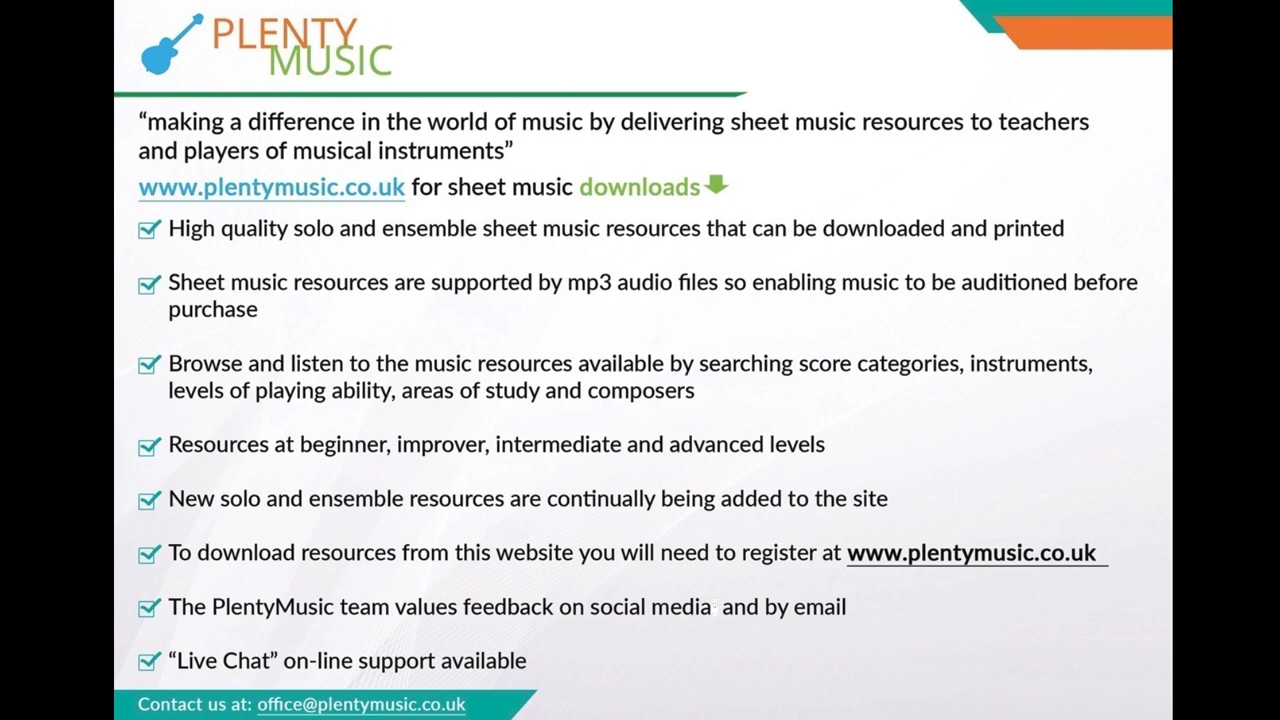 PLENTY
MUSIC
“making a difference in the world of music by delivering sheet music resources to teachers
and players of musical instruments”
www.plentymusic.co.uk for sheet music downloads
High quality solo and ensemble sheet music resources that can be downloaded and printed
Sheet music resources are supported by mp3 audio files so enabling music to be auditioned before
purchase
Browse and listen to the music resources available by searching score categories, instruments,
levels of playing ability, areas of study and composers
Resources at beginner, improver, intermediate and advanced levels
New solo and ensemble resources are continually being added to the site
To download resources from this website you will need to register at www.plentymusic.co.uk
The PlentyMusic team values feedback on social media and by email
“Live Chat” on-line support available
Contact us at: office@plentymusic.co.uk